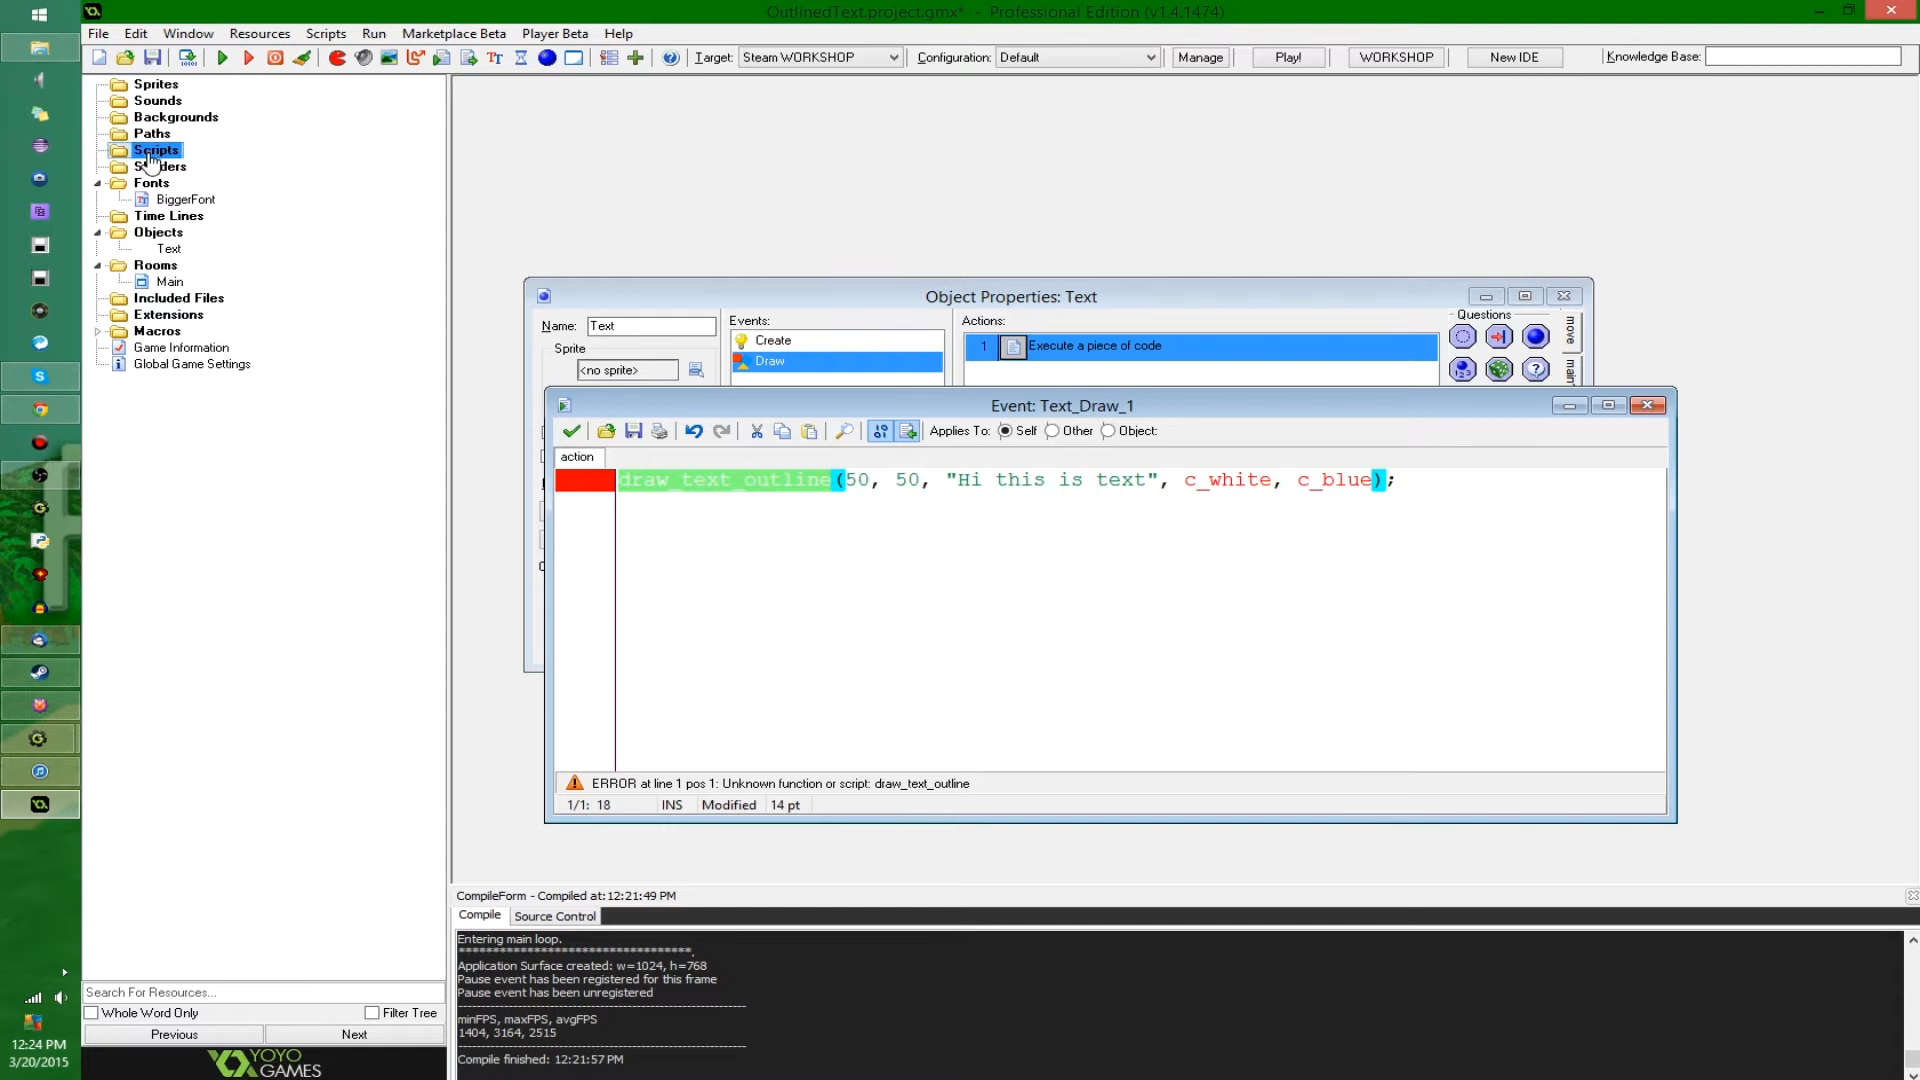 OutlinedText.project.gmx* - Professional Edition (v1.4.1474)
File Edit Window Resources Scripts Run Marketplace Beta Player Beta Help
Target: Steam WORKSHOP Configuration: Default Manage Play! WORKSHOP New IDE Knowledge Base:
Sprites
Sounds
Backgrounds
Paths
Scripts
Shaders
Fonts
BiggerFont
Time Lines
Objects
Text
Rooms
Main
Included Files
Extensions
Macros
Game Information
Global Game Settings
Object Properties: Text
Name: Text
Sprite
<no sprite>
Events:
Create
Draw
Actions:
1 Execute a piece of code
Questions
move
Event: Text_Draw_1
Applies To: Self Other Object:
action
draw_text_outline(50, 50, "Hi this is text", c_white, c_blue);
ERROR at line 1 pos 1: Unknown function or script: draw_text_outline
1/1: 18 INS Modified 14 pt
CompileForm - Compiled at:12:21:49 PM
Compile Source Control
Entering main loop.
**********************************.
Application Surface created: w=1024, h=768
Pause event has been registered for this frame
Pause event has been unregistered
minFPS, maxFPS, avgFPS
1404, 3164, 2515
Compile finished: 12:21:57 PM
Search For Resources...
Whole Word Only Filter Tree
Previous Next
YOYO
GAMES
12:24 PM
3/20/2015